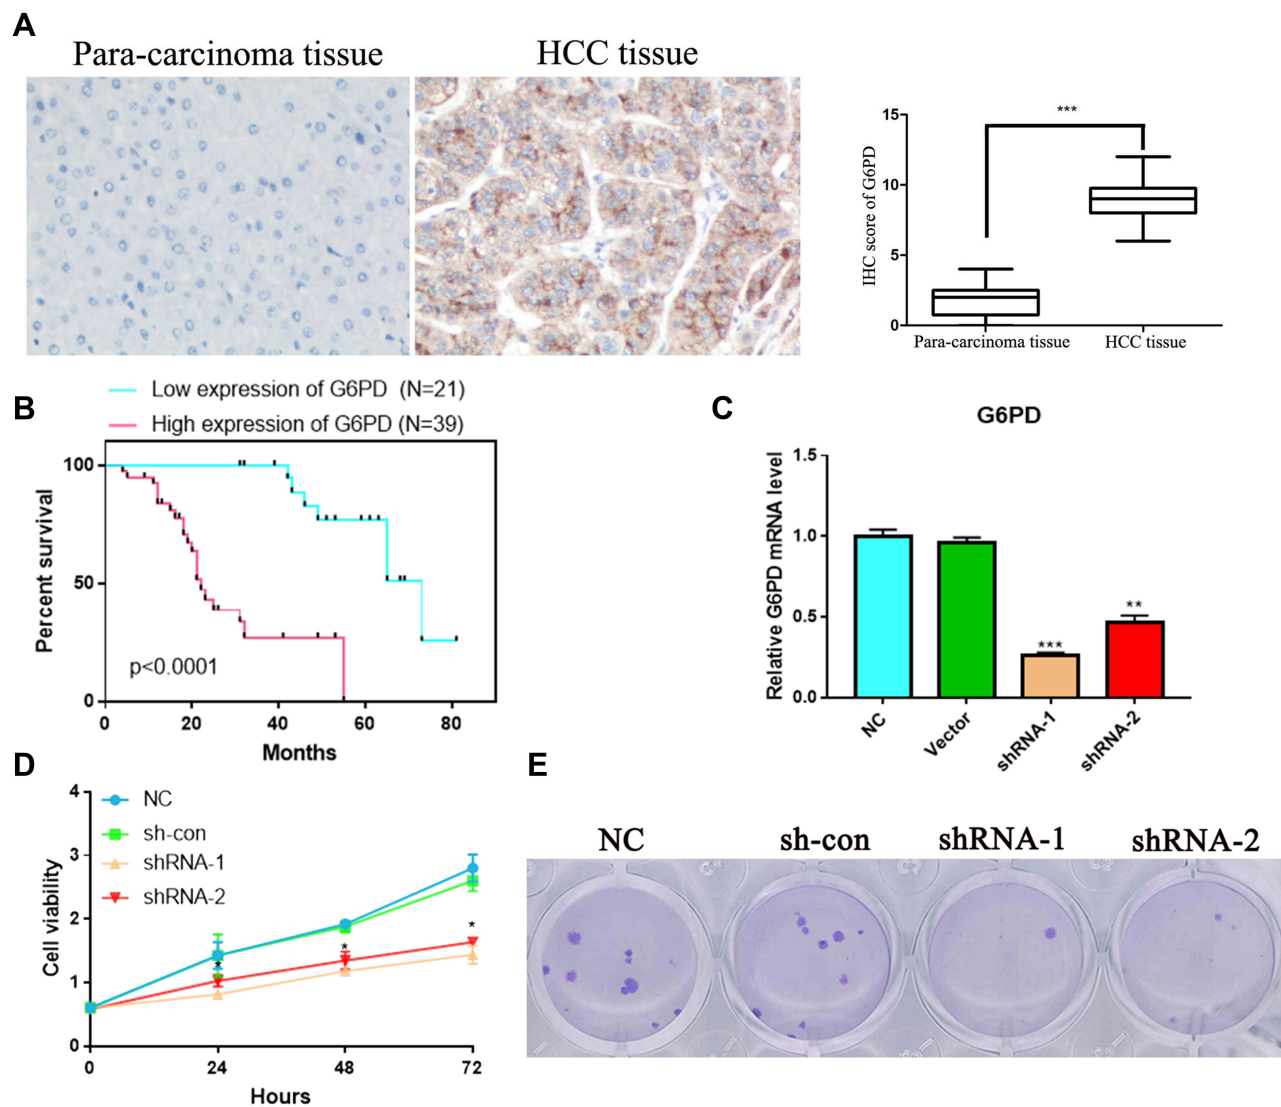 A
Para-carcinoma tissue
HCC tissue
***
15
10
5
0
IHC score of G6PD
Para-carcinoma tissue
HCC tissue
B
Low expression of G6PD (N=21)
High expression of G6PD (N=39)
100
50
0
Percent survival
p<0.0001
0 20 40 60 80
Months
C
G6PD
1.5
1.0
0.5
0.0
Relative G6PD mRNA level
***
**
NC
Vector
shRNA-1
shRNA-2
D
4
3
2
1
0
Cell viability
NC
sh-con
shRNA-1
shRNA-2
*
*
*
0 24 48 72
Hours
E
NC
sh-con
shRNA-1
shRNA-2